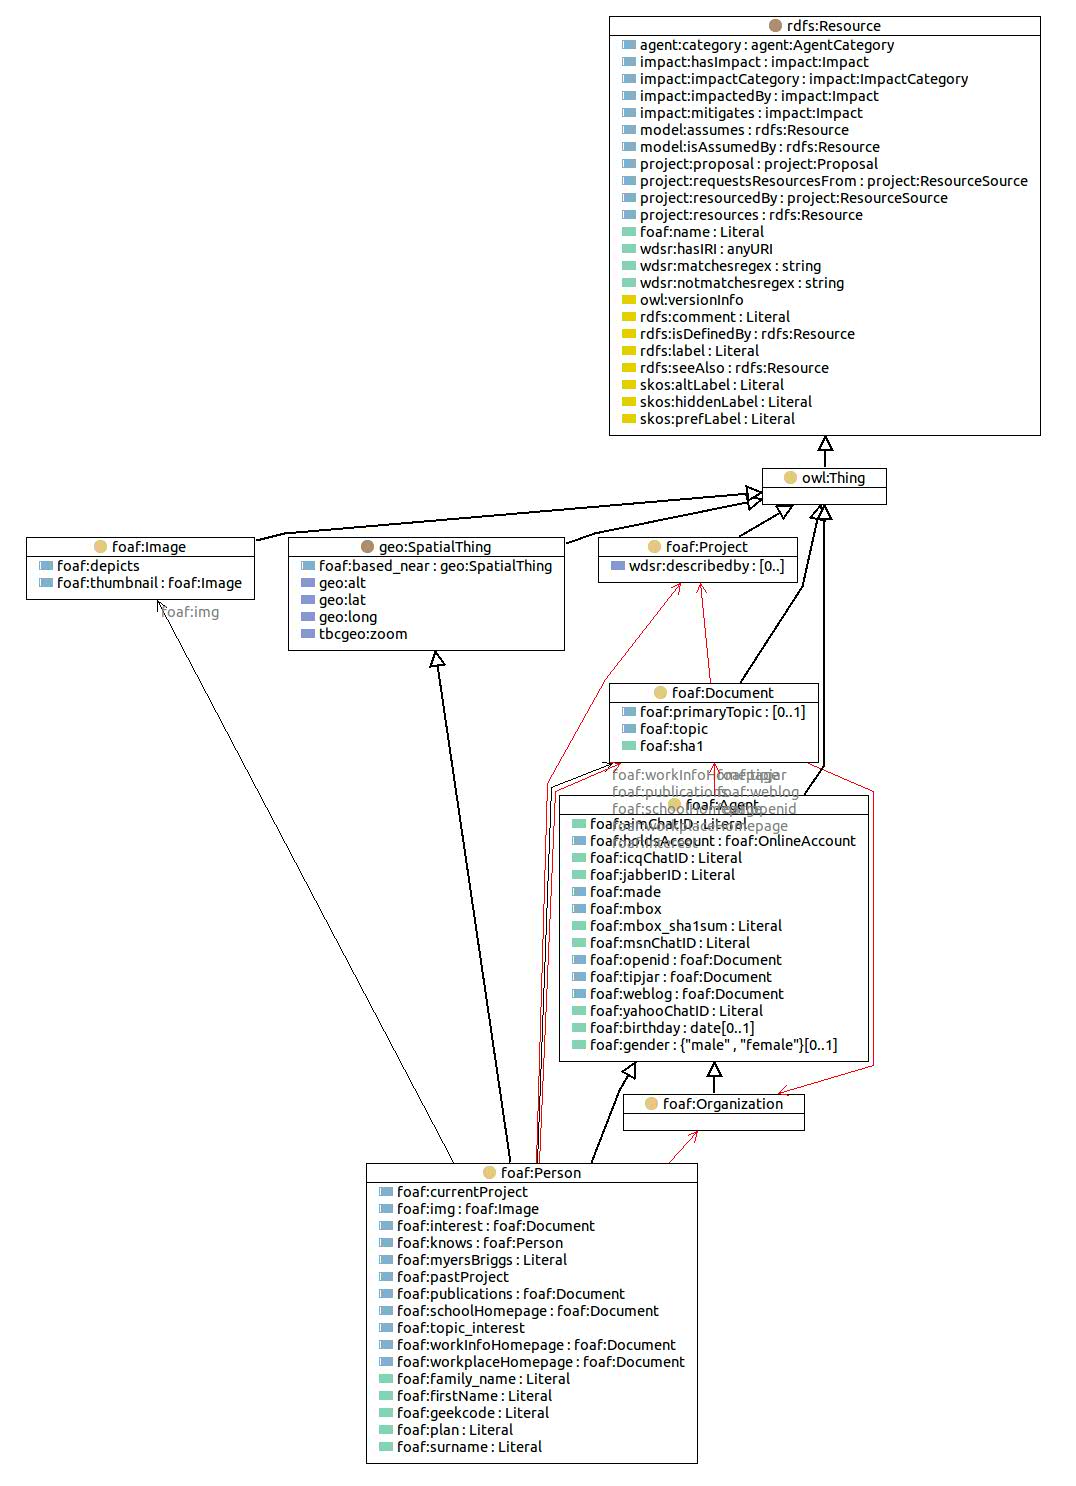 rdfs:Resource
agent:category : agent:AgentCategory
impact:hasImpact : impact:Impact
impact:impactCategory : impact:ImpactCategory
impact:impactedBy : impact:Impact
impact:mitigates : impact:Impact
model:assumes : rdfs:Resource
model:isAssumedBy : rdfs:Resource
project:proposal : project:Proposal
project:requestsResourcesFrom : project:ResourceSource
project:resourcedBy : project:ResourceSource
project:resources : rdfs:Resource
foaf:name : Literal
wdsr:hasIRI : anyURI
wdsr:matchesregex : string
wdsr:notmatchesregex : string
owl:versionInfo
rdfs:comment : Literal
rdfs:isDefinedBy : rdfs:Resource
rdfs:label : Literal
rdfs:seeAlso : rdfs:Resource
skos:altLabel : Literal
skos:hiddenLabel : Literal
skos:prefLabel : Literal
owl:Thing
foaf:Image
foaf:depicts
foaf:thumbnail : foaf:Image
foaf:img
geo:SpatialThing
foaf:based_near : geo:SpatialThing
geo:alt
geo:lat
geo:long
tbcgeo:zoom
foaf:Project
wdsr:describedby : [0..]
foaf:Document
foaf:primaryTopic : [0..1]
foaf:topic
foaf:sha1
foaf:publications
foaf:weblog
foaf:Agent
foaf:aimChatID : Literal
foaf:workplaceHomepage
foaf:holdsAccount : foaf:OnlineAccount
foaf:interest
foaf:icqChatID : Literal
foaf:jabberID : Literal
foaf:made
foaf:mbox
foaf:mbox_sha1sum : Literal
foaf:msnChatID : Literal
foaf:openid : foaf:Document
foaf:tipjar : foaf:Document
foaf:weblog : foaf:Document
foaf:yahooChatID : Literal
foaf:birthday : date[0..1]
foaf:gender : {"male" , "female"}[0..1]
foaf:Organization
foaf:Person
foaf:currentProject
foaf:img : foaf:Image
foaf:interest : foaf:Document
foaf:knows : foaf:Person
foaf:myersBriggs : Literal
foaf:pastProject
foaf:publications : foaf:Document
foaf:schoolHomepage : foaf:Document
foaf:topic_interest
foaf:workInfoHomepage : foaf:Document
foaf:workplaceHomepage : foaf:Document
foaf:family_name : Literal
foaf:firstName : Literal
foaf:geekcode : Literal
foaf:plan : Literal
foaf:surname : Literal